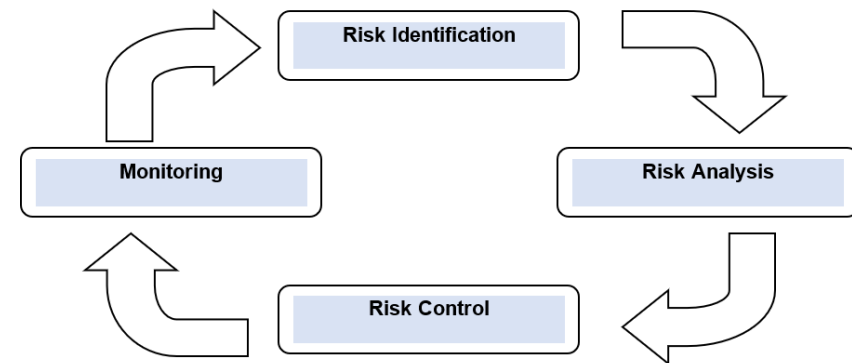 Risk Identification
Monitoring
Risk Analysis
Risk Control